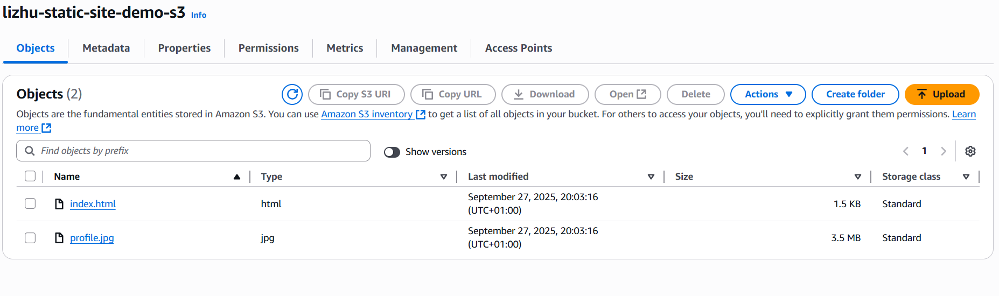 lizhu-static-site-demo-s3 Info
Objects Metadata Properties Permissions Metrics Management Access Points
Objects (2) Copy S3 URI Copy URL Download Open Delete Actions Create folder Upload
Objects are the fundamental entities stored in Amazon S3. You can use Amazon S3 inventory to get a list of all objects in your bucket. For others to access your objects, you'll need to explicitly grant them permissions. Learn
more
Find objects by prefix Show versions 1
Name Type Last modified Size Storage class
index.html html September 27, 2025, 20:03:16 (UTC+01:00) 1.5 KB Standard
profile.jpg jpg September 27, 2025, 20:03:16 (UTC+01:00) 3.5 MB Standard